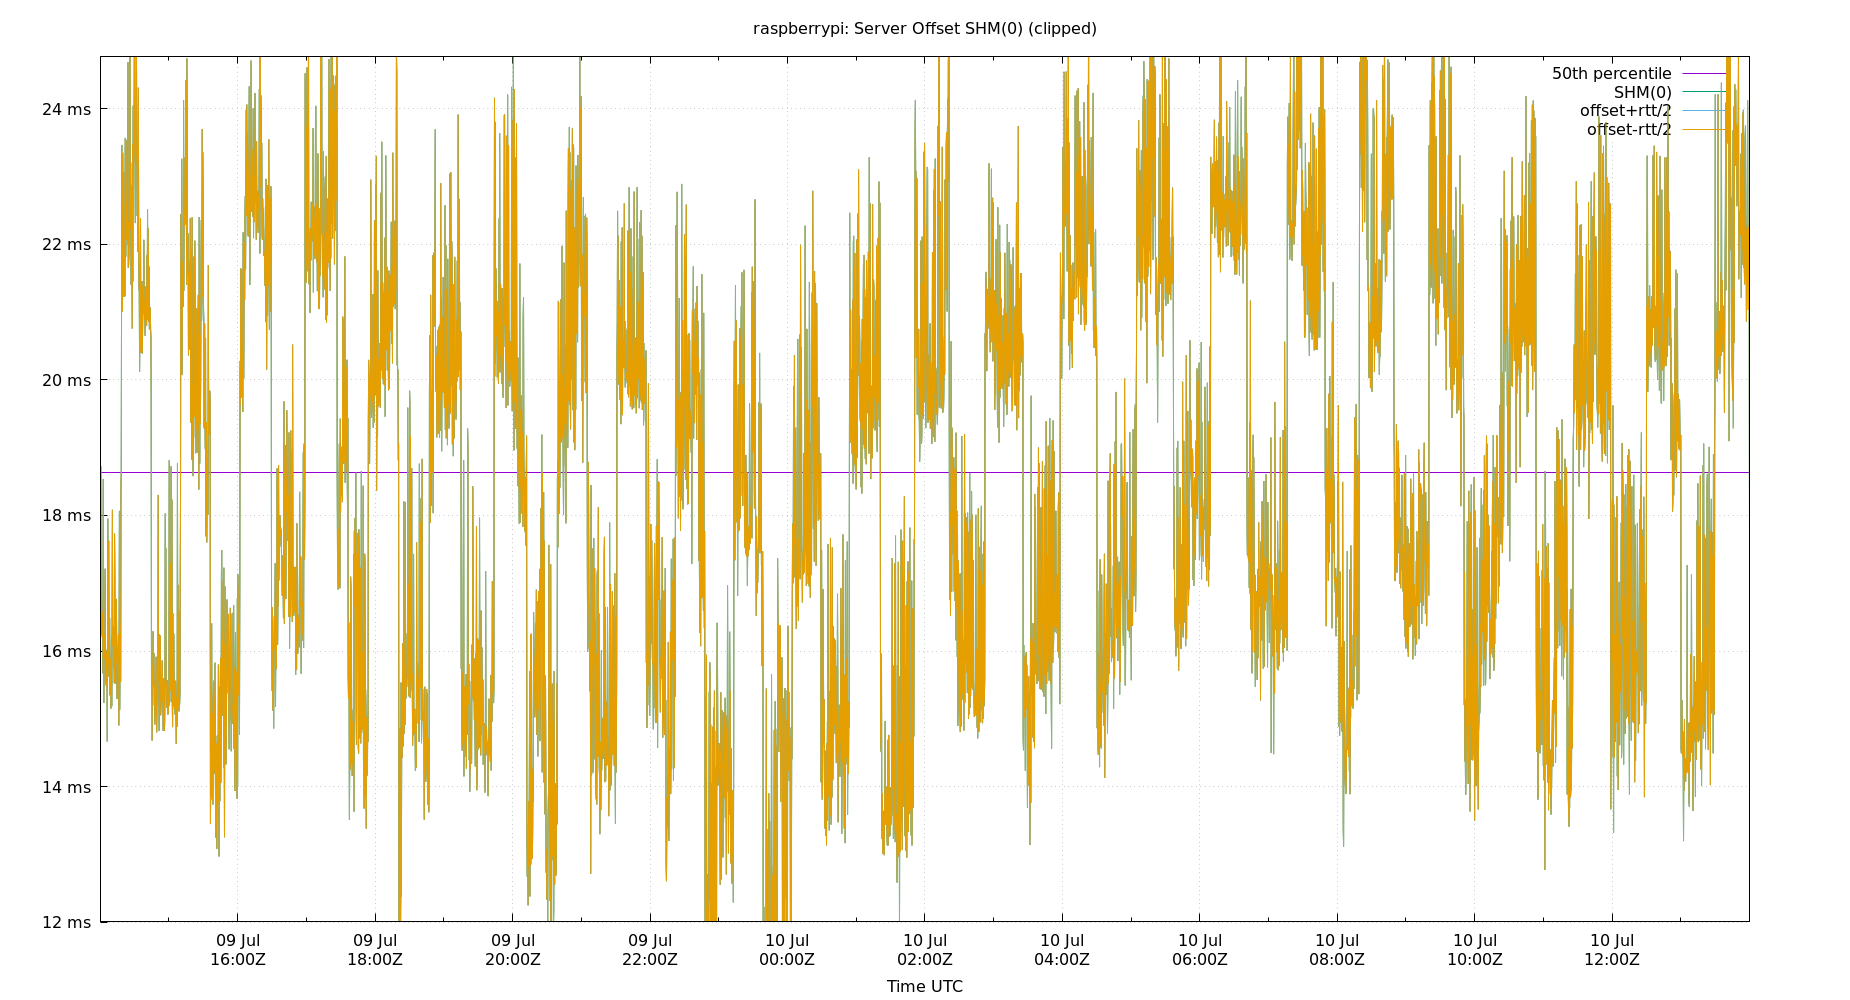 raspberrypi: Server Offset SHM(0) (clipped)
50th percentile
SHM(0)
offset+rtt/2
offset-rtt/2
24 ms
22 ms
20 ms
18 ms
16 ms
14 ms
12 ms
09 Jul 09 Jul 09 Jul 09 Jul 10 Jul 10 Jul 10 Jul 10 Jul 10 Jul 10 Jul 10 Jul
16:00Z 18:00Z 20:00Z 22:00Z 00:00Z 02:00Z 04:00Z 06:00Z 08:00Z 10:00Z 12:00Z
Time UTC